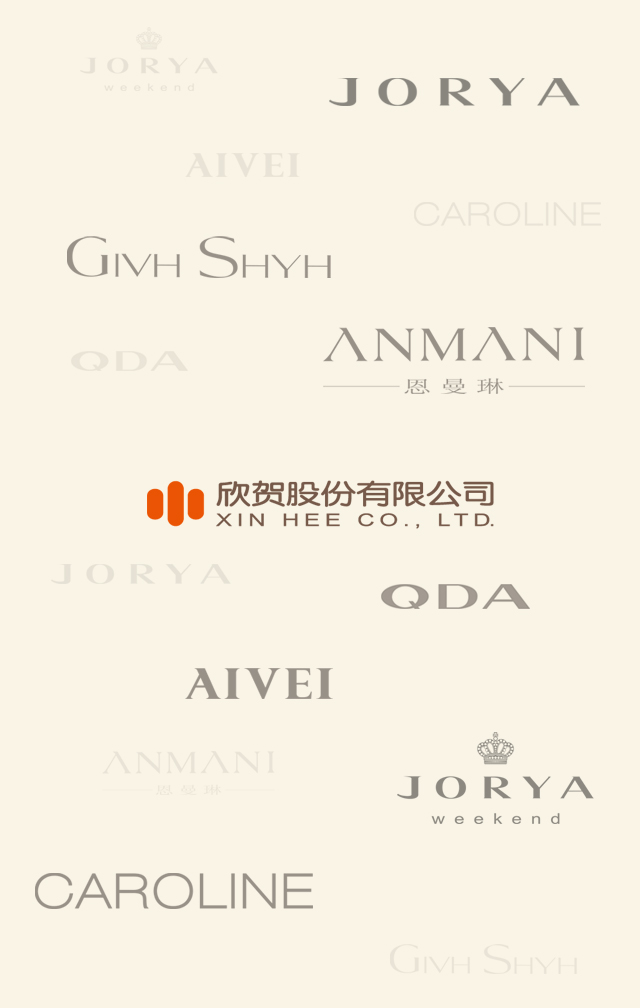 JORYA
weekend
JORYA
AIVEI
CAROLINE
GIVH SHYH
QDA
ANMANI
恩曼琳
欣贺股份有限公司
XIN HEE CO., LTD.
JORYA
QDA
AIVEI
ANMANI
恩曼琳
JORYA
weekend
CAROLINE
GIVH SHYH